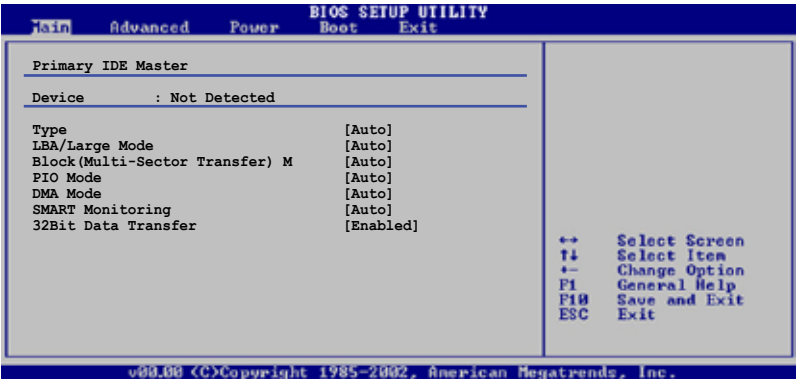 BIOS SETUP UTILITY
Main Advanced Power Boot Exit
Primary IDE Master
Device : Not Detected
Type [Auto]
LBA/Large Mode [Auto]
Block(Multi-Sector Transfer) M [Auto]
PIO Mode [Auto]
DMA Mode [Auto]
SMART Monitoring [Auto]
32Bit Data Transfer [Enabled]
←→ Select Screen
↑↓ Select Item
+- Change Option
F1 General Help
F10 Save and Exit
ESC Exit
v00.00 (C)Copyright 1985-2002, American Megatrends, Inc.